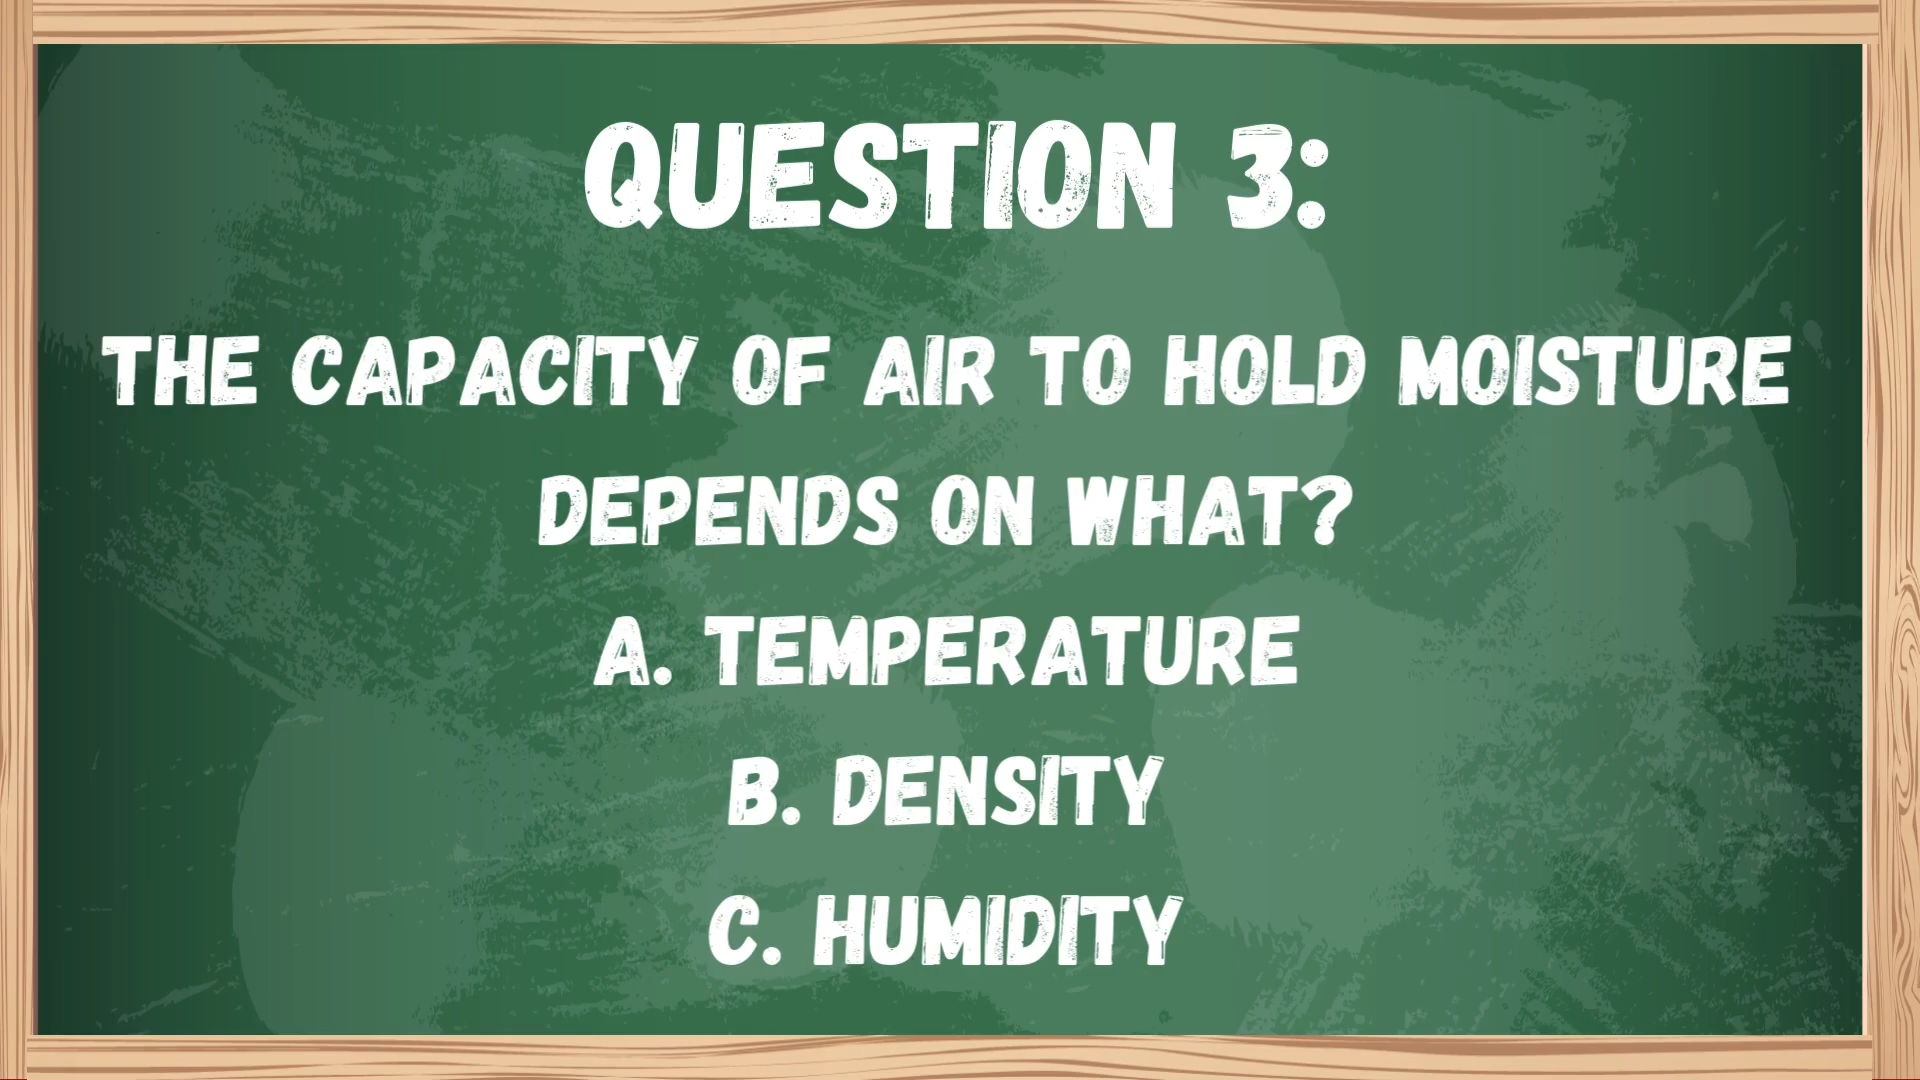 QUESTION 3:
THE CAPACITY OF AIR TO HOLD MOISTURE
DEPENDS ON WHAT?
A. TEMPERATURE
B. DENSITY
C. HUMIDITY